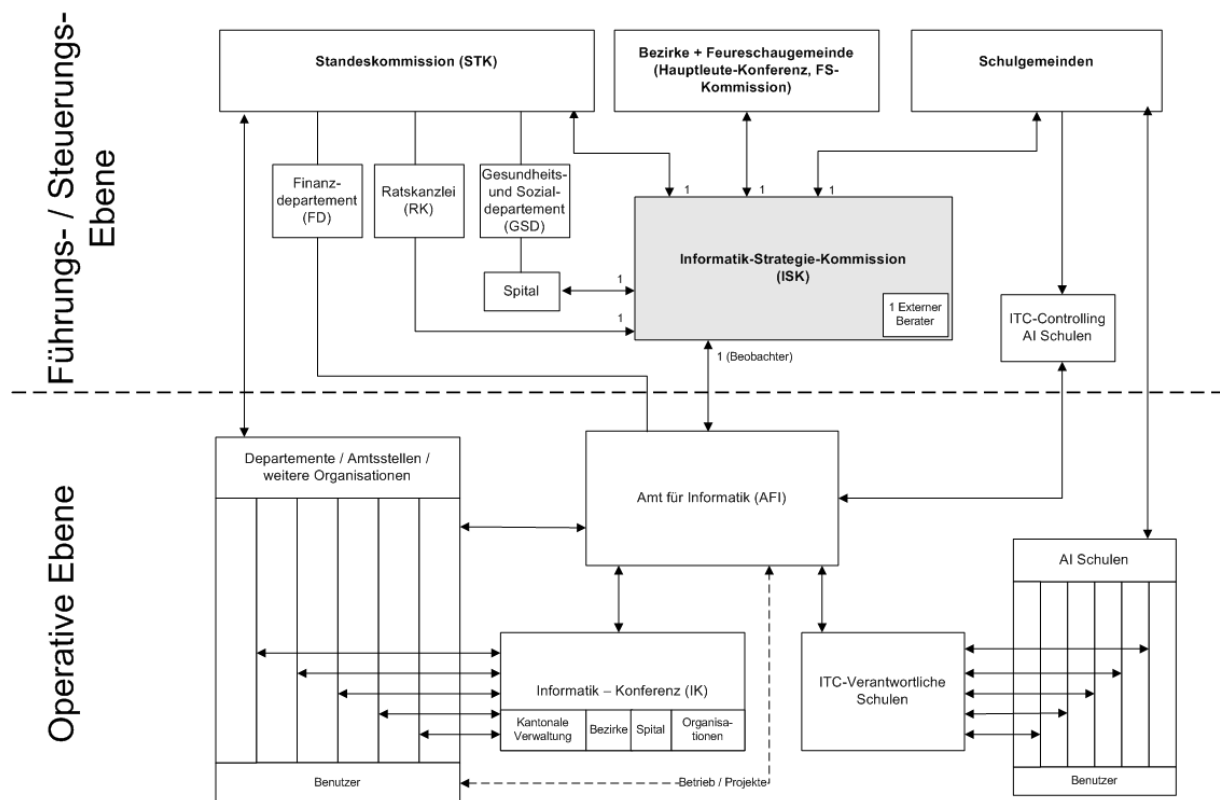 Führungs- / Steuerungs-
Ebene
Standeskommission (STK)
Bezirke + Feureschaugemeinde
(Hauptleute-Konferenz, FS-
Kommission)
Schulgemeinden
Finanz-
departement
(FD)
Ratskanzlei
(RK)
Gesundheits-
und Sozial-
departement
(GSD)
1
1
1
Informatik-Strategie-Kommission
(ISK)
Spital
1
1
1 Externer
Berater
ITC-Controlling
AI Schulen
1 (Beobachter)
Operative Ebene
Departemente / Amtsstellen /
weitere Organisationen
Amt für Informatik (AFI)
AI Schulen
Informatik – Konferenz (IK)
Kantonale
Verwaltung
Bezirke
Spital
Organisa-
tionen
ITC-Verantwortliche
Schulen
Benutzer
Betrieb / Projekte
Benutzer